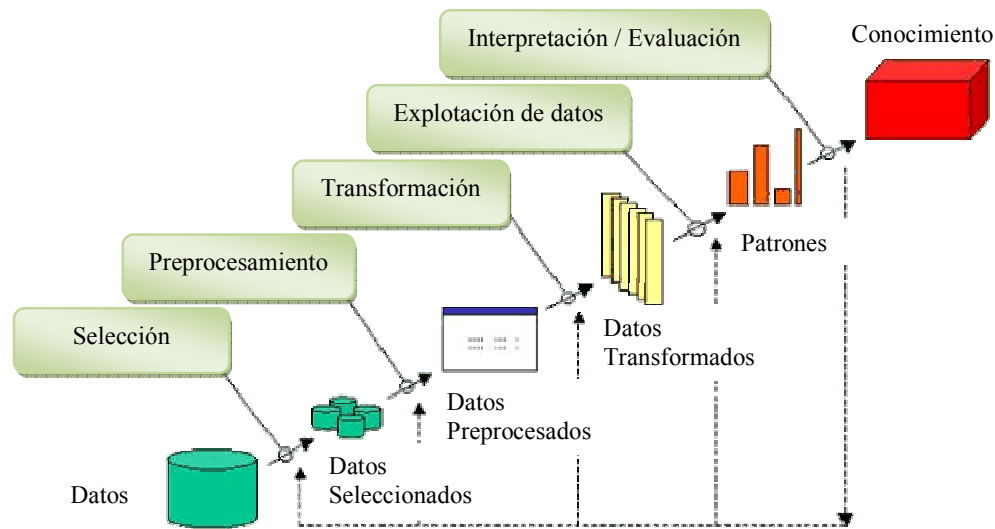 Interpretación / Evaluación
Conocimiento
Explotación de datos
Transformación
Patrones
Preprocesamiento
Selección
Datos
Transformados
Datos
Preprocesados
Datos
Seleccionados
Datos